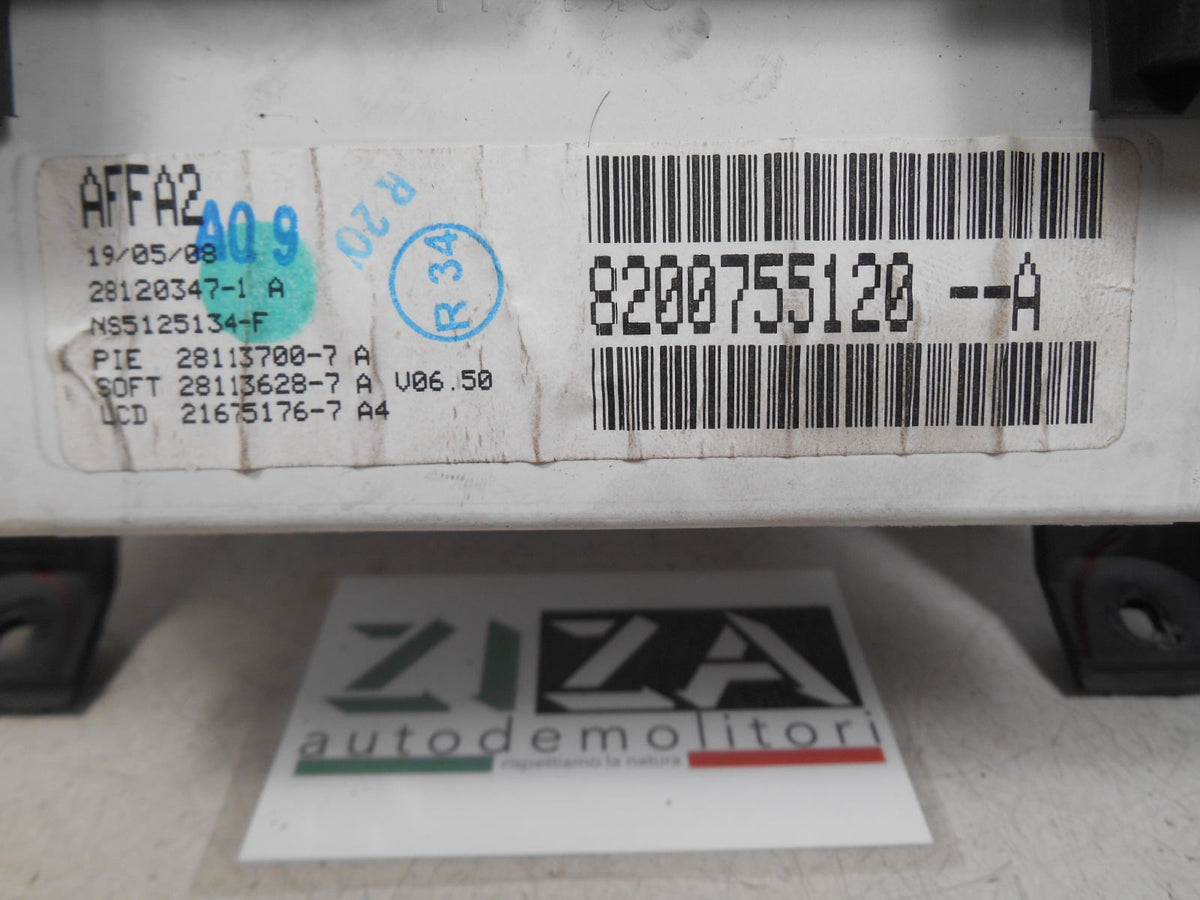 AFFA2
AQ 9
R20
19/05/08
28120347-1 A
R 34
NS5125134-F
PIE 28113700-7 A
SOFT 28113628-7 A V06.50
LCD 21675176-7 A4
8200755120 --A
ZIZA
autodemolitori
rispettiamo la natura